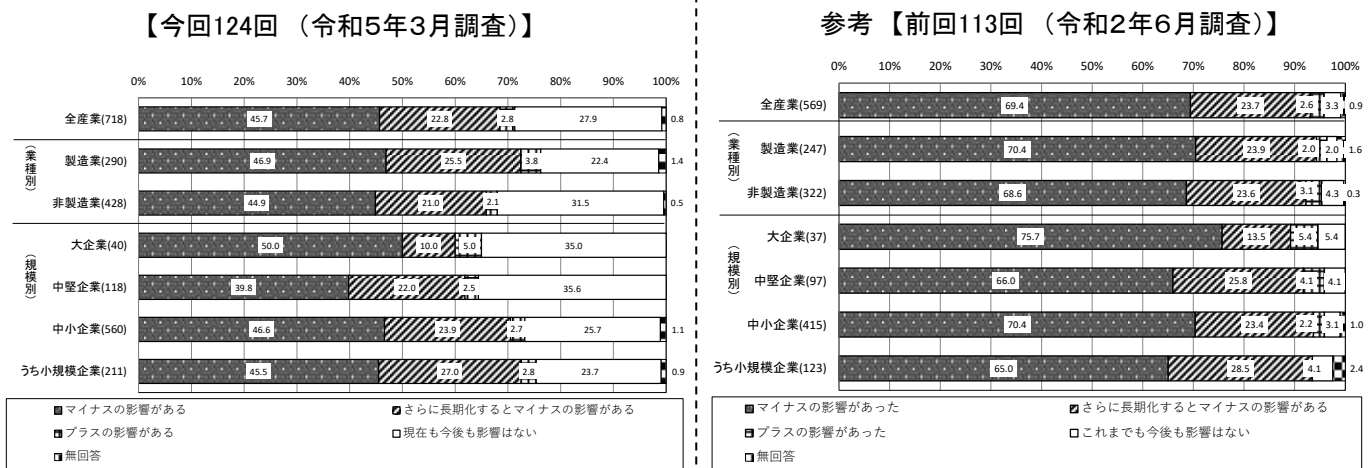 【今回124回 （令和5年3月調査）】
0% 10% 20% 30% 40% 50% 60% 70% 80% 90% 100%
全産業(718) 45.7 22.8 2.8 27.9 0.8
（業種別）
製造業(290) 46.9 25.5 3.8 22.4 1.4
非製造業(428) 44.9 21.0 2.1 31.5 0.5
（規模別）
大企業(40) 50.0 10.0 5.0 35.0
中堅企業(118) 39.8 22.0 2.5 35.6
中小企業(560) 46.6 23.9 2.7 25.7 1.1
うち小規模企業(211) 45.5 27.0 2.8 23.7 0.9
マイナスの影響がある さらに長期化するとマイナスの影響がある
プラスの影響がある 現在も今後も影響はない
無回答
参考 【前回113回 （令和2年6月調査）】
0% 10% 20% 30% 40% 50% 60% 70% 80% 90% 100%
全産業(569) 69.4 23.7 2.6 3.3 0.9
（業種別）
製造業(247) 70.4 23.9 2.0 2.0 1.6
非製造業(322) 68.6 23.6 3.1 4.3 0.3
（規模別）
大企業(37) 75.7 13.5 5.4 5.4
中堅企業(97) 66.0 25.8 4.1 4.1
中小企業(415) 70.4 23.4 2.2 3.1 1.0
うち小規模企業(123) 65.0 28.5 4.1 2.4
マイナスの影響があった さらに長期化するとマイナスの影響がある
プラスの影響があった これまでも今後も影響はない
無回答